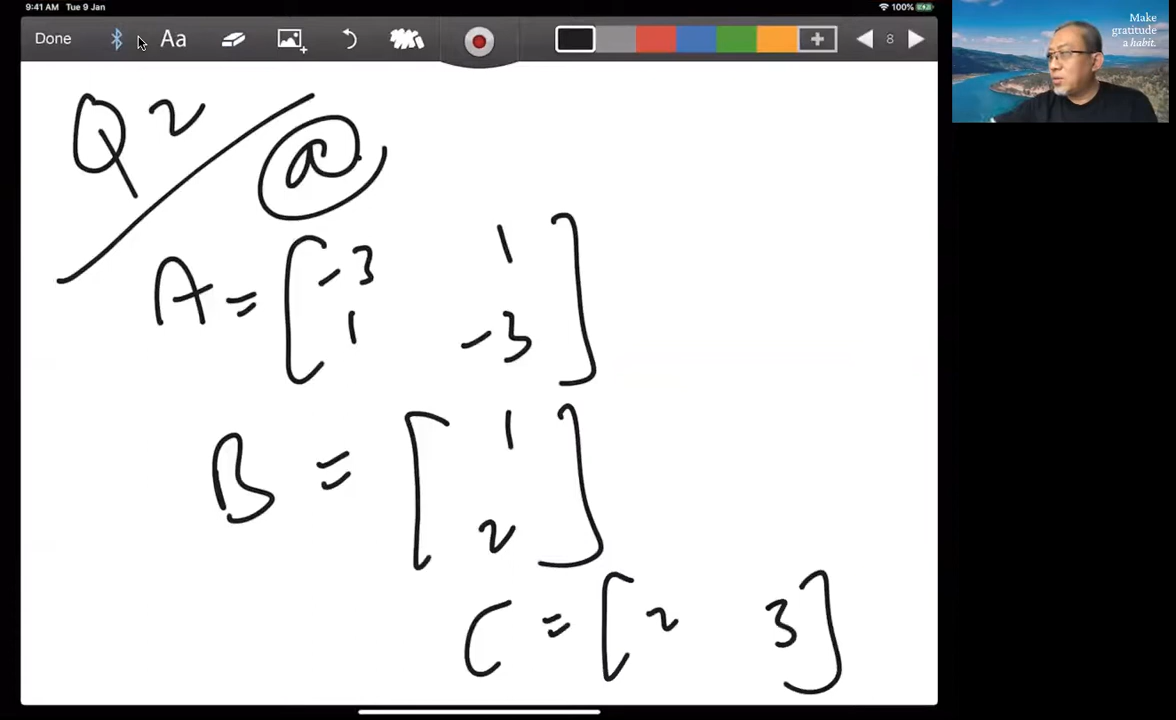 9:41 AM Tue 9 Jan
100%
Done
Aa
8
Make
gratitude
a habit.
Q2
a
A = [-3 1
1 -3]
B = [1
2]
C = [2 3]